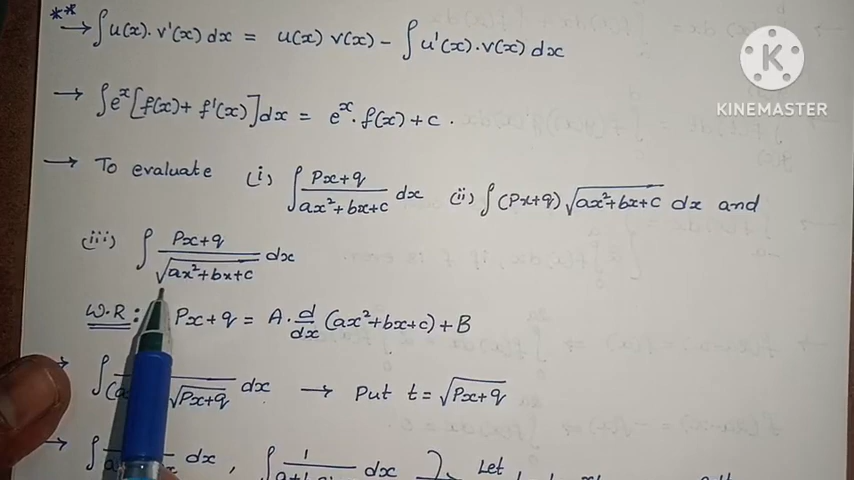 ** → ∫u(x)·v'(x) dx = u(x) v(x) - ∫u'(x)·v(x) dx
KINEMASTER
→ ∫eˣ[f(x)+ f'(x)]dx = eˣ·f(x)+c.
→ To evaluate (i) ∫ (Px+q)/(ax²+bx+c) dx (ii) ∫(Px+q) √(ax²+bx+c) dx and
(iii) ∫ (Px+q)/√(ax²+bx+c) dx
W.R: Px+q = A· d/dx (ax²+bx+c)+B
√(Px+q) dx → Put t = √(Px+q)
dx, ∫ 1/ dx Let